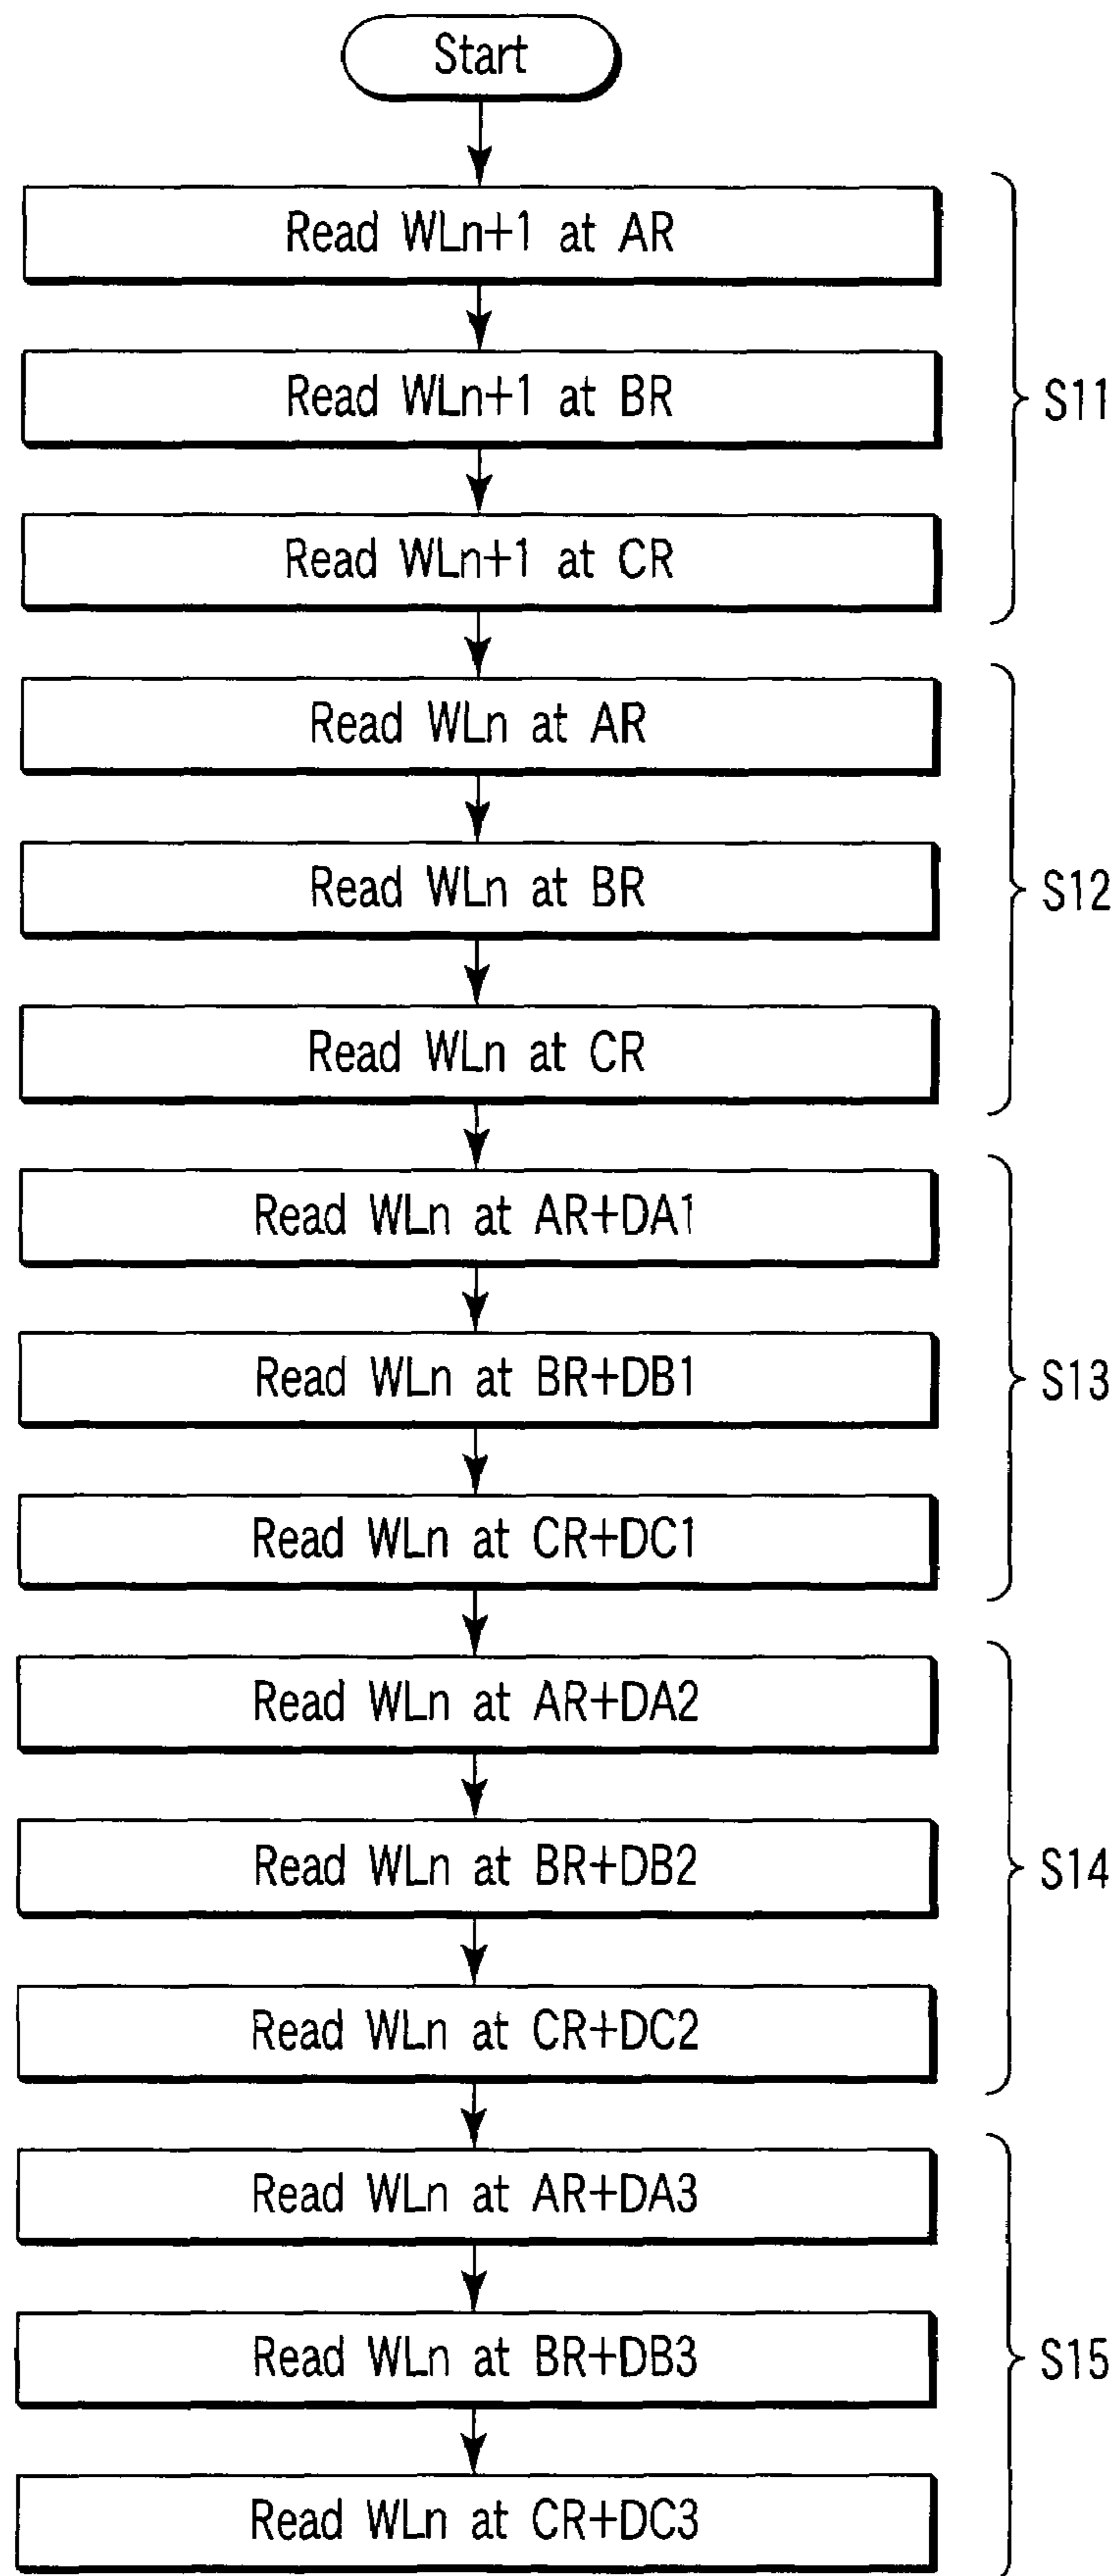 Start
Read WLn+1 at AR
Read WLn+1 at BR
S11
Read WLn+1 at CR
Read WLn at AR
Read WLn at BR
S12
Read WLn at CR
Read WLn at AR+DA1
Read WLn at BR+DB1
S13
Read WLn at CR+DC1
Read WLn at AR+DA2
Read WLn at BR+DB2
S14
Read WLn at CR+DC2
Read WLn at AR+DA3
Read WLn at BR+DB3
S15
Read WLn at CR+DC3